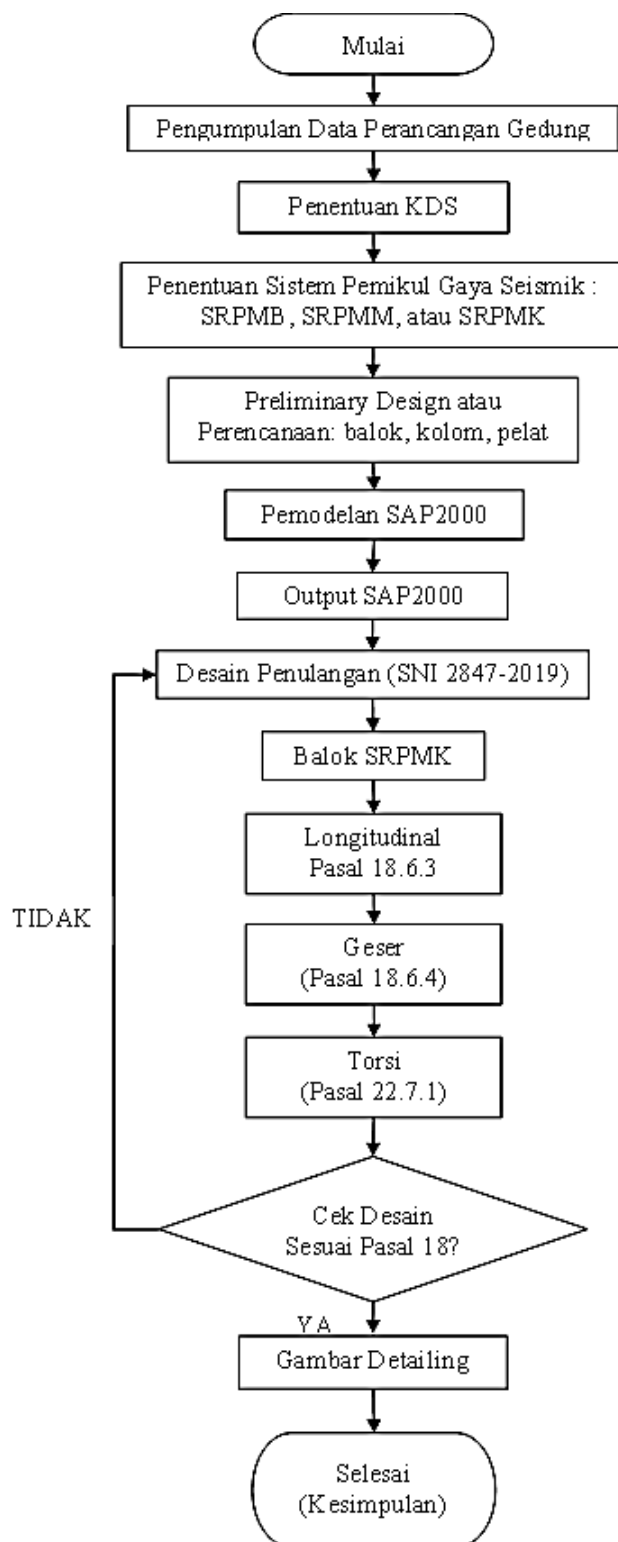 Mulai
Pengumpulan Data Perancangan Gedung
Penentuan KDS
Penentuan Sistem Pemikul Gaya Seismik :
SRPMB, SRPMM, atau SRPMK
Preliminary Design atau
Perencanaan: balok, kolom, pelat
Pemodelan SAP2000
Output SAP2000
Desain Penulangan (SNI 2847-2019)
Balok SRPMK
Longitudinal
Pasal 18.6.3
TIDAK
Geser
(Pasal 18.6.4)
Torsi
(Pasal 22.7.1)
Cek Desain
Sesuai Pasal 18?
YA
Gambar Detailing
Selesai
(Kesimpulan)